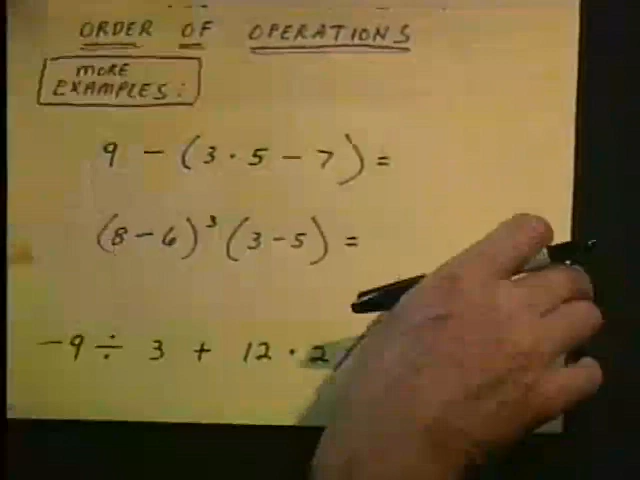 ORDER OF OPERATIONS
MORE
EXAMPLES:
9 - (3 · 5 - 7) =
(8 - 6)³ (3 - 5) =
-9 ÷ 3 + 12 · 2